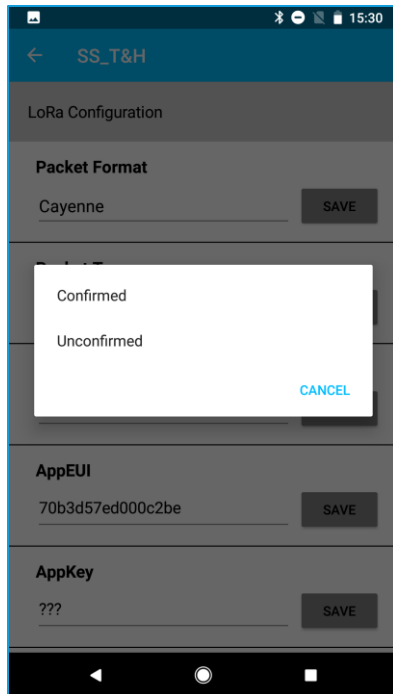 15:30
SS_T&H
LoRa Configuration
Packet Format
Cayenne
SAVE
Confirmed
Unconfirmed
CANCEL
AppEUI
70b3d57ed000c2be
SAVE
AppKey
???
SAVE